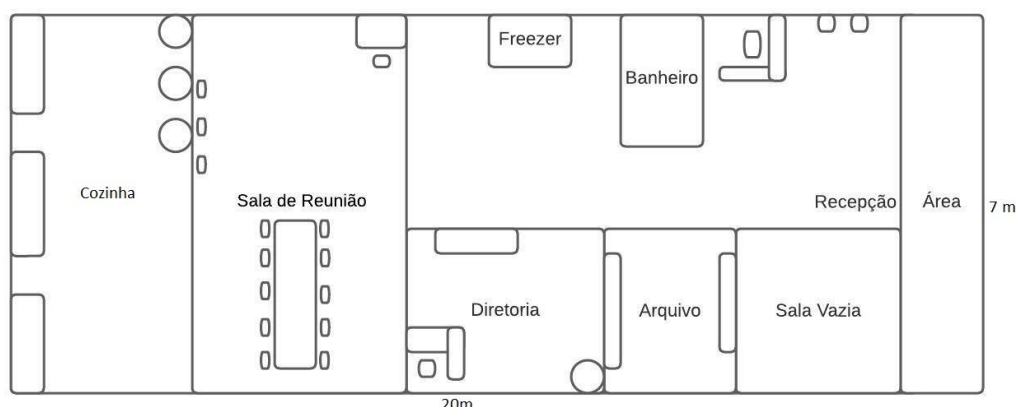 Freezer
Banheiro
Cozinha
Sala de Reunião
Recepção
Área
7 m
Diretoria
Arquivo
Sala Vazia
20m